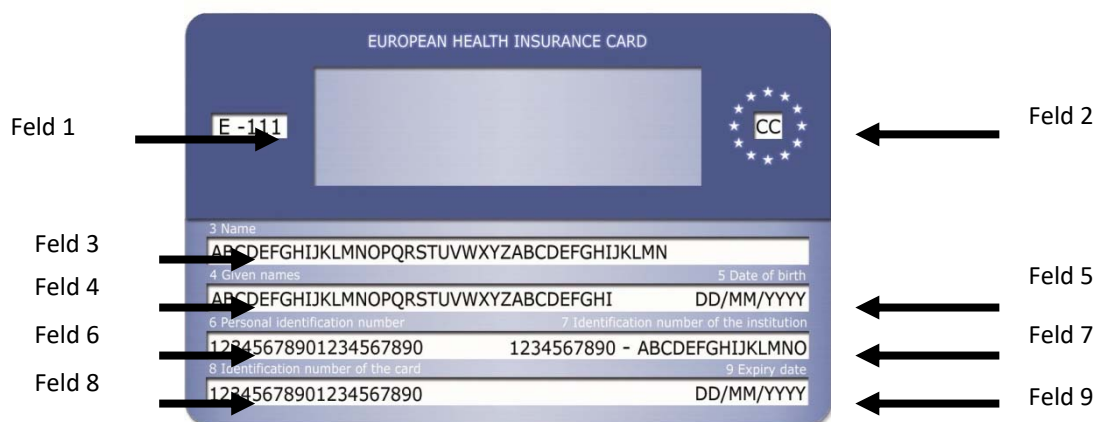 EUROPEAN HEALTH INSURANCE CARD
Feld 1
E -111
CC
Feld 2
3 Name
Feld 3
ABCDEFGHIJKLMNOPQRSTUVWXYZABCDEFGHIJKLMN
4 Given names 5 Date of birth
Feld 4
ABCDEFGHIJKLMNOPQRSTUVWXYZABCDEFGHI DD/MM/YYYY
Feld 5
6 Personal identification number 7 Identification number of the institution
Feld 6
12345678901234567890 1234567890 - ABCDEFGHIJKLMNO
Feld 7
8 Identification number of the card 9 Expiry date
Feld 8
12345678901234567890 DD/MM/YYYY
Feld 9